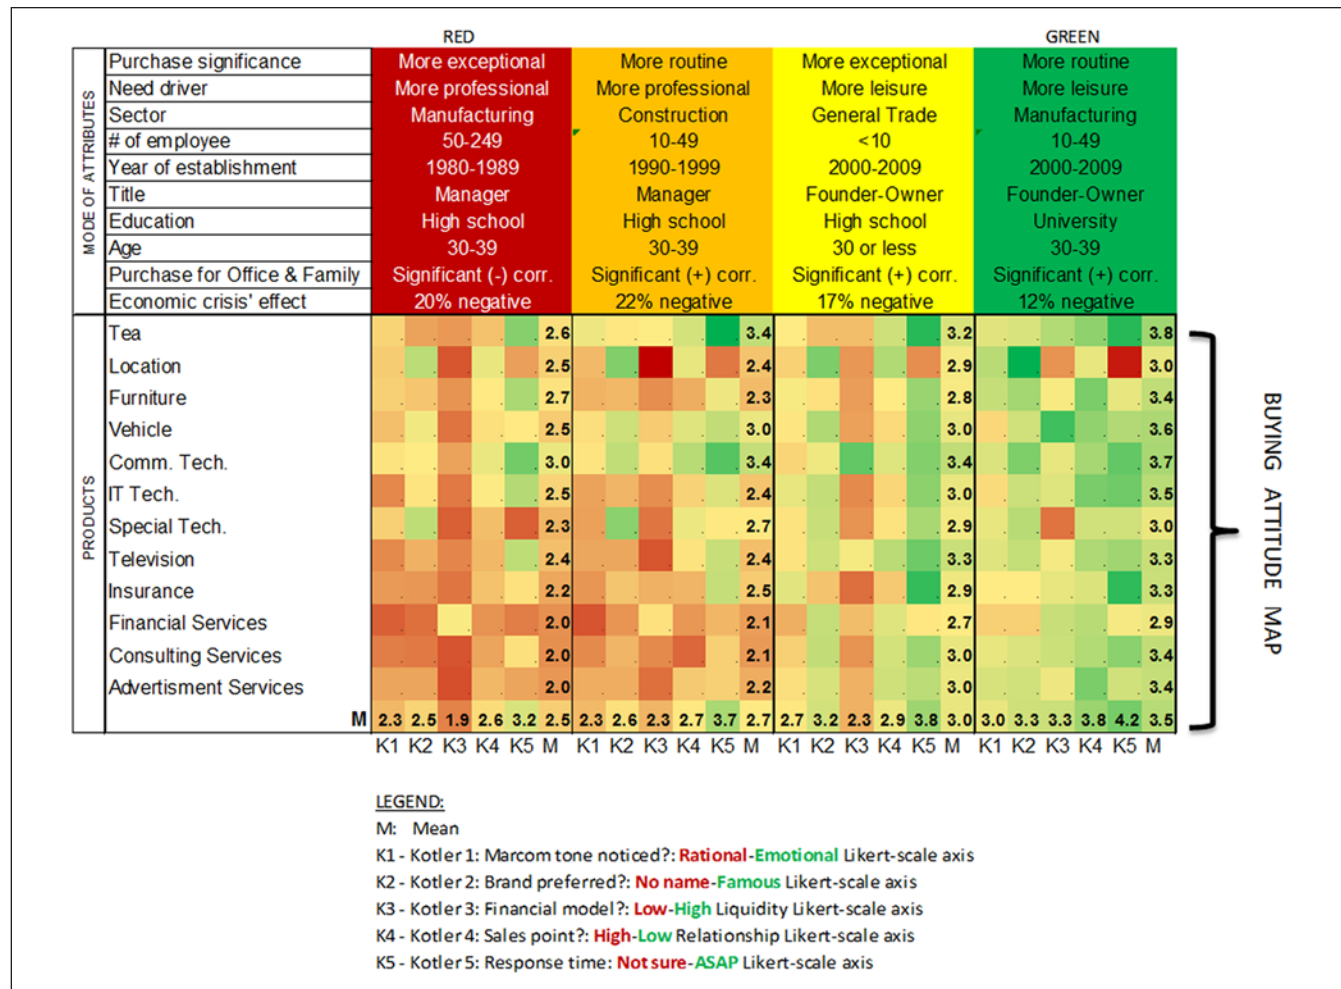 RED GREEN
MODE OF ATTRIBUTES
Purchase significance More exceptional More routine More exceptional More routine
Need driver More professional More professional More leisure More leisure
Sector Manufacturing Construction General Trade Manufacturing
# of employee 50-249 10-49 <10 10-49
Year of establishment 1980-1989 1990-1999 2000-2009 2000-2009
Title Manager Manager Founder-Owner Founder-Owner
Education High school High school High school University
Age 30-39 30-39 30 or less 30-39
Purchase for Office & Family Significant (-) corr. Significant (+) corr. Significant (+) corr. Significant (+) corr.
Economic crisis' effect 20% negative 22% negative 17% negative 12% negative
PRODUCTS
Tea 2.6 3.4 3.2 3.8
Location 2.5 2.4 2.9 3.0
Furniture 2.7 2.3 2.8 3.4
Vehicle 2.5 3.0 3.0 3.6
Comm. Tech. 3.0 3.4 3.4 3.7
IT Tech. 2.5 2.4 3.0 3.5
Special Tech. 2.3 2.7 2.9 3.0
Television 2.4 2.4 3.3 3.3
Insurance 2.2 2.5 2.9 3.3
Financial Services 2.0 2.1 2.7 2.9
Consulting Services 2.0 2.1 3.0 3.4
Advertisment Services 2.0 2.2 3.0 3.4
M 2.3 2.5 1.9 2.6 3.2 2.5 2.3 2.6 2.3 2.7 3.7 2.7 2.7 3.2 2.3 2.9 3.8 3.0 3.0 3.3 3.3 3.8 4.2 3.5
K1 K2 K3 K4 K5 M K1 K2 K3 K4 K5 M K1 K2 K3 K4 K5 M K1 K2 K3 K4 K5 M
BUYING ATTITUDE MAP
LEGEND:
M: Mean
K1 - Kotler 1: Marcom tone noticed?: Rational-Emotional Likert-scale axis
K2 - Kotler 2: Brand preferred?: No name-Famous Likert-scale axis
K3 - Kotler 3: Financial model?: Low-High Liquidity Likert-scale axis
K4 - Kotler 4: Sales point?: High-Low Relationship Likert-scale axis
K5 - Kotler 5: Response time: Not sure-ASAP Likert-scale axis